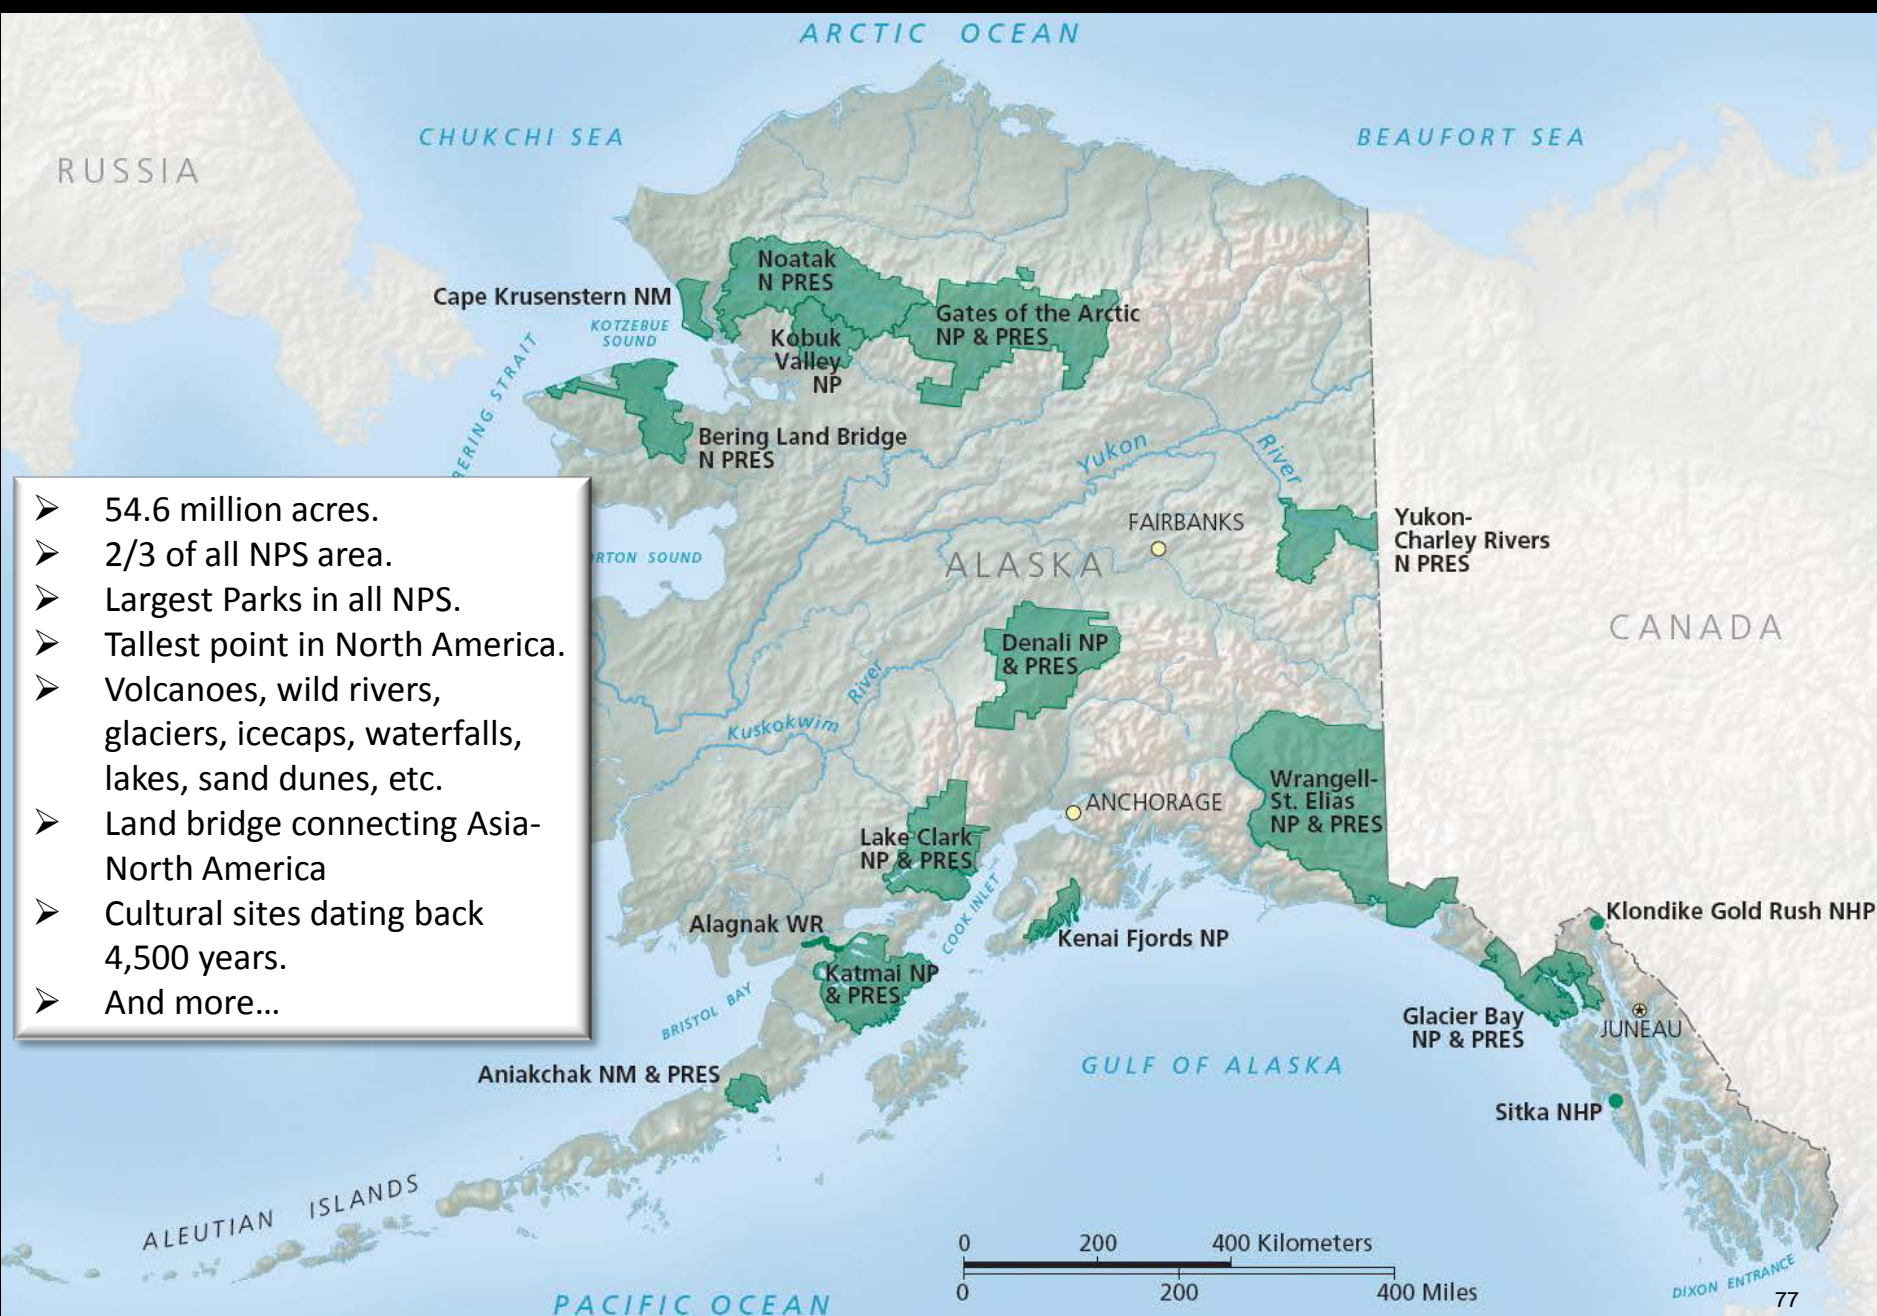 ARCTIC OCEAN
CHUKCHI SEA
BEAUFORT SEA
RUSSIA
Noatak
N PRES
Cape Krusenstern NM
KOTZEBUE
SOUND
Gates of the Arctic
NP & PRES
Kobuk
Valley
NP
BERING STRAIT
Bering Land Bridge
N PRES
Yukon
River
➢ 54.6 million acres.
➢ 2/3 of all NPS area.
➢ Largest Parks in all NPS.
➢ Tallest point in North America.
➢ Volcanoes, wild rivers,
glaciers, icecaps, waterfalls,
lakes, sand dunes, etc.
➢ Land bridge connecting Asia-
North America
➢ Cultural sites dating back
4,500 years.
➢ And more…
RTON SOUND
FAIRBANKS
ALASKA
Yukon-
Charley Rivers
N PRES
CANADA
Denali NP
& PRES
Kuskokwim
River
Wrangell-
St. Elias
NP & PRES
ANCHORAGE
Lake Clark
NP & PRES
Alagnak WR
COOK INLET
Kenai Fjords NP
Katmai NP
& PRES
BRISTOL BAY
Klondike Gold Rush NHP
Glacier Bay
NP & PRES
JUNEAU
GULF OF ALASKA
Aniakchak NM & PRES
Sitka NHP
ALEUTIAN ISLANDS
0 200 400 Kilometers
0 200 400 Miles
PACIFIC OCEAN
DIXON ENTRANCE
77